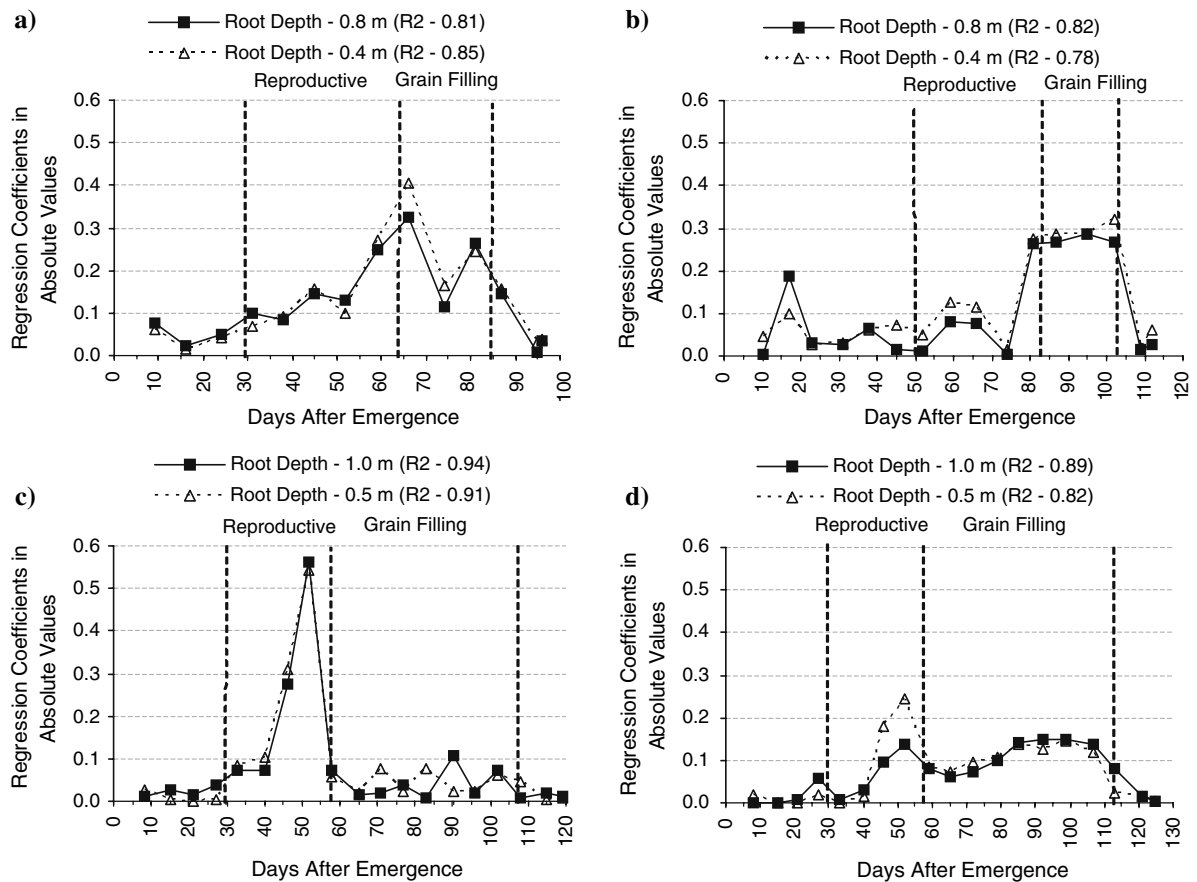 a)
Root Depth - 0.8 m (R2 - 0.81)
Root Depth - 0.4 m (R2 - 0.85)
Reproductive Grain Filling
Regression Coefficients in
Absolute Values
0.6
0.5
0.4
0.3
0.2
0.1
0.0
0 10 20 30 40 50 60 70 80 90 100
Days After Emergence
b)
Root Depth - 0.8 m (R2 - 0.82)
Root Depth - 0.4 m (R2 - 0.78)
Reproductive Grain Filling
Regression Coefficients in
Absolute Values
0.6
0.5
0.4
0.3
0.2
0.1
0.0
0 10 20 30 40 50 60 70 80 90 100 110 120
Days After Emergence
c)
Root Depth - 1.0 m (R2 - 0.94)
Root Depth - 0.5 m (R2 - 0.91)
Reproductive Grain Filling
Regression Coefficients in
Absolute Values
0.6
0.5
0.4
0.3
0.2
0.1
0.0
0 10 20 30 40 50 60 70 80 90 100 110 120
Days After Emergence
d)
Root Depth - 1.0 m (R2 - 0.89)
Root Depth - 0.5 m (R2 - 0.82)
Reproductive Grain Filling
Regression Coefficients in
Absolute Values
0.6
0.5
0.4
0.3
0.2
0.1
0.0
0 10 20 30 40 50 60 70 80 90 100 110 120 130
Days After Emergence